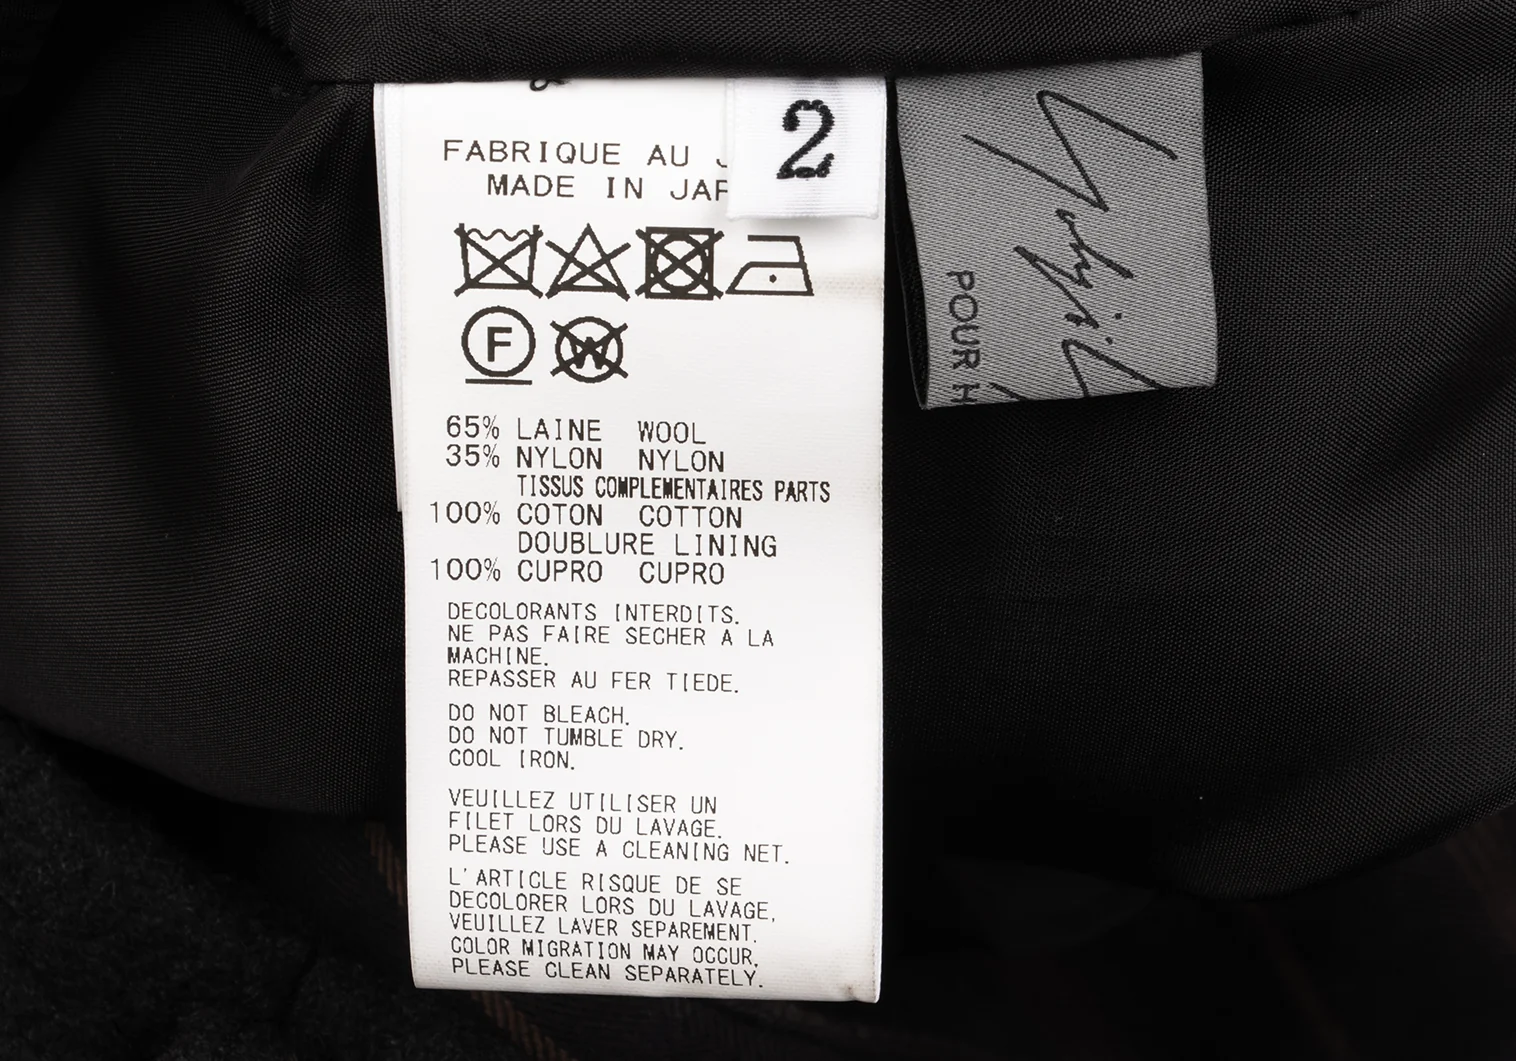 FABRIQUE AU
MADE IN JAP
2
F
W
65% LAINE WOOL
35% NYLON NYLON
TISSUS COMPLEMENTAIRES PARTS
100% COTON COTTON
DOUBLURE LINING
100% CUPRO CUPRO
DECOLORANTS INTERDITS.
NE PAS FAIRE SECHER A LA
MACHINE.
REPASSER AU FER TIEDE.
DO NOT BLEACH.
DO NOT TUMBLE DRY.
COOL IRON.
VEUILLEZ UTILISER UN
FILET LORS DU LAVAGE.
PLEASE USE A CLEANING NET.
L'ARTICLE RISQUE DE SE
DECOLORER LORS DU LAVAGE,
VEUILLEZ LAVER SEPAREMENT.
COLOR MIGRATION MAY OCCUR,
PLEASE CLEAN SEPARATELY.
Yohji
POUR H